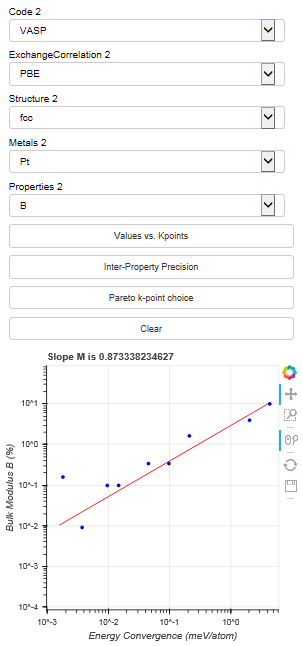 Code 2
VASP
ExchangeCorrelation 2
PBE
Structure 2
fcc
Metals 2
Pt
Properties 2
B
Values vs. Kpoints
Inter-Property Precision
Pareto k-point choice
Clear
Slope M is 0.873338234627
Bulk Modulus B (%)
10^1
10^0
10^-1
10^-2
10^-3
10^-4
10^-3 10^-2 10^-1 10^0
Energy Convergence (meV/atom)